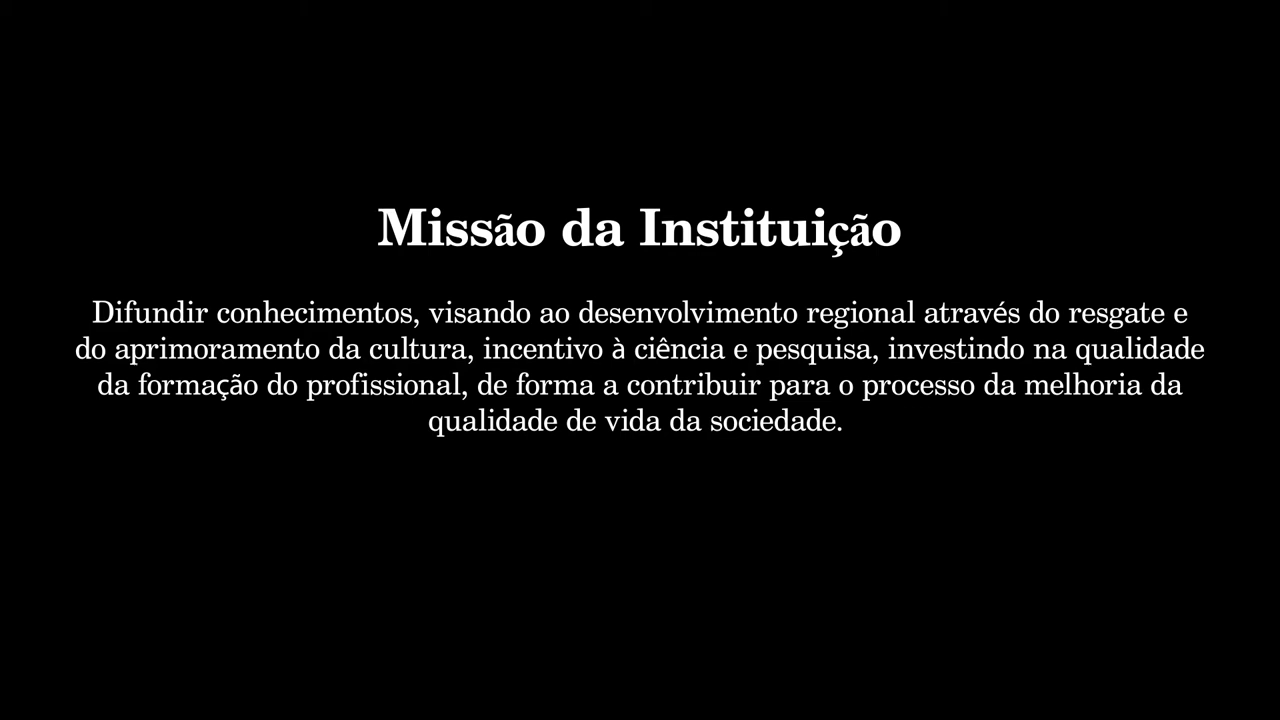 Missão da Instituição
Difundir conhecimentos, visando ao desenvolvimento regional através do resgate e
do aprimoramento da cultura, incentivo à ciência e pesquisa, investindo na qualidade
da formação do profissional, de forma a contribuir para o processo da melhoria da
qualidade de vida da sociedade.